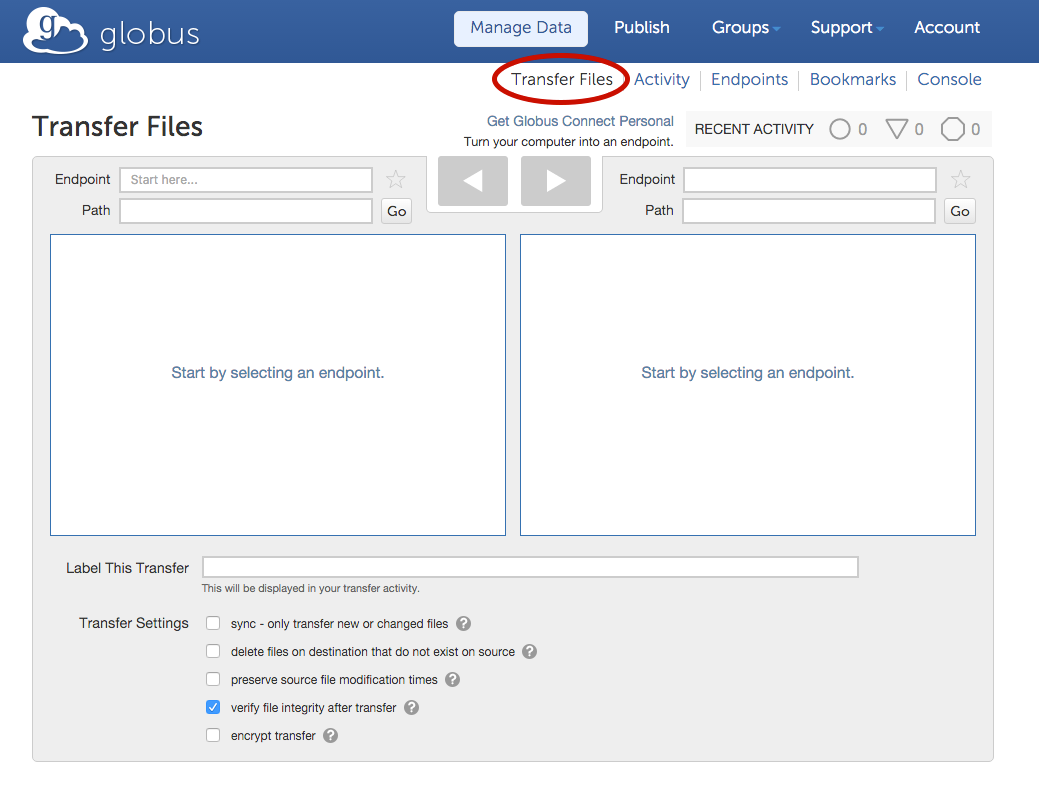 g globus
Manage Data Publish Groups Support Account
Transfer Files Activity Endpoints Bookmarks Console
Transfer Files
Get Globus Connect Personal
Turn your computer into an endpoint.
RECENT ACTIVITY 0 0 0
Endpoint Start here...
Path Go
Endpoint
Path Go
Start by selecting an endpoint.
Start by selecting an endpoint.
Label This Transfer
This will be displayed in your transfer activity.
Transfer Settings
sync - only transfer new or changed files ?
delete files on destination that do not exist on source ?
preserve source file modification times ?
verify file integrity after transfer ?
encrypt transfer ?